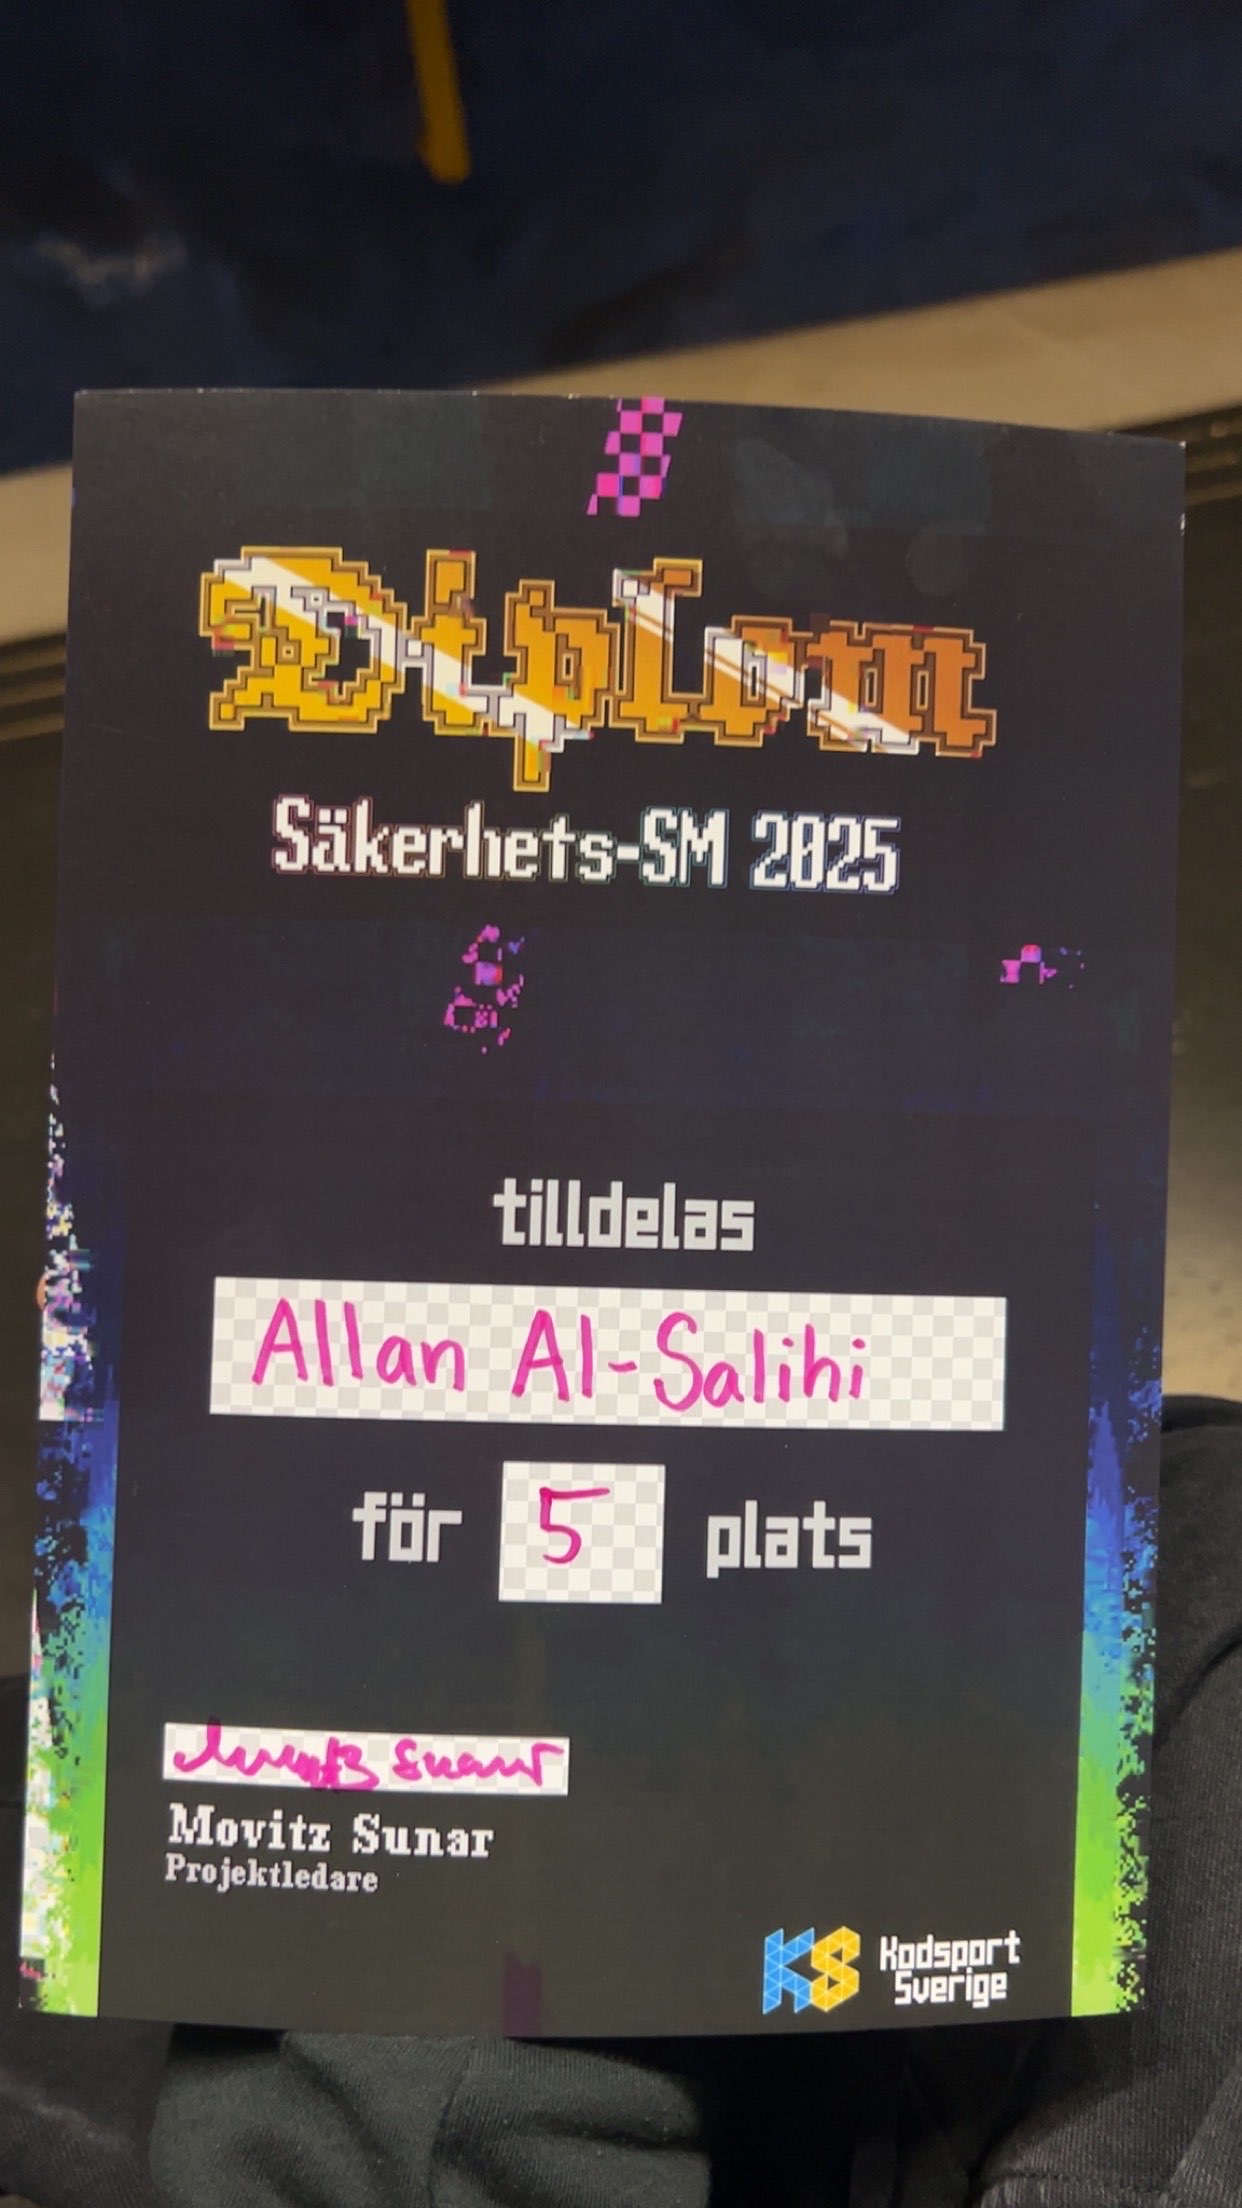 Diplom
Säkerhets-SM 2025
tilldelas
Allan Al-Salihi
för 5 plats
Movitz Sunar
Movitz Sunar
Projektledare
KS Kodsport
Sverige